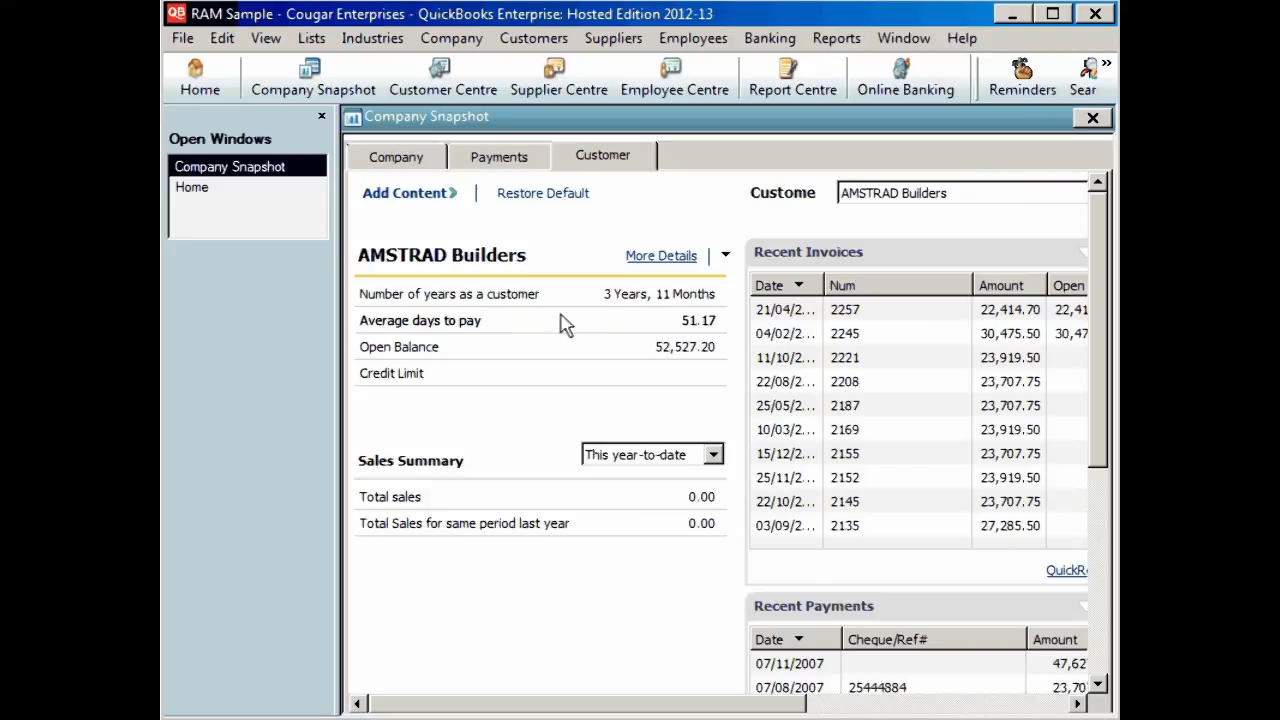 QB RAM Sample - Cougar Enterprises - QuickBooks Enterprise: Hosted Edition 2012-13
File Edit View Lists Industries Company Customers Suppliers Employees Banking Reports Window Help
Home Company Snapshot Customer Centre Supplier Centre Employee Centre Report Centre Online Banking Reminders Sear
Company Snapshot
Open Windows
Company Snapshot
Home
Company Payments Customer
Add Content Restore Default Custome AMSTRAD Builders
AMSTRAD Builders More Details
Number of years as a customer 3 Years, 11 Months
Average days to pay 51.17
Open Balance 52,527.20
Credit Limit
Sales Summary This year-to-date
Total sales 0.00
Total Sales for same period last year 0.00
Recent Invoices
Date Num Amount Open
21/04/2... 2257 22,414.70 22,41
04/02/2... 2245 30,475.50 30,47
11/10/2... 2221 23,919.50
22/08/2... 2208 23,707.75
25/05/2... 2187 23,707.75
10/03/2... 2169 23,919.50
15/12/2... 2155 23,707.75
25/11/2... 2152 23,919.50
22/10/2... 2145 23,707.75
03/09/2... 2135 27,285.50
QuickRe
Recent Payments
Date Cheque/Ref# Amount
07/11/2007 47,62
07/08/2007 25444884 23,70